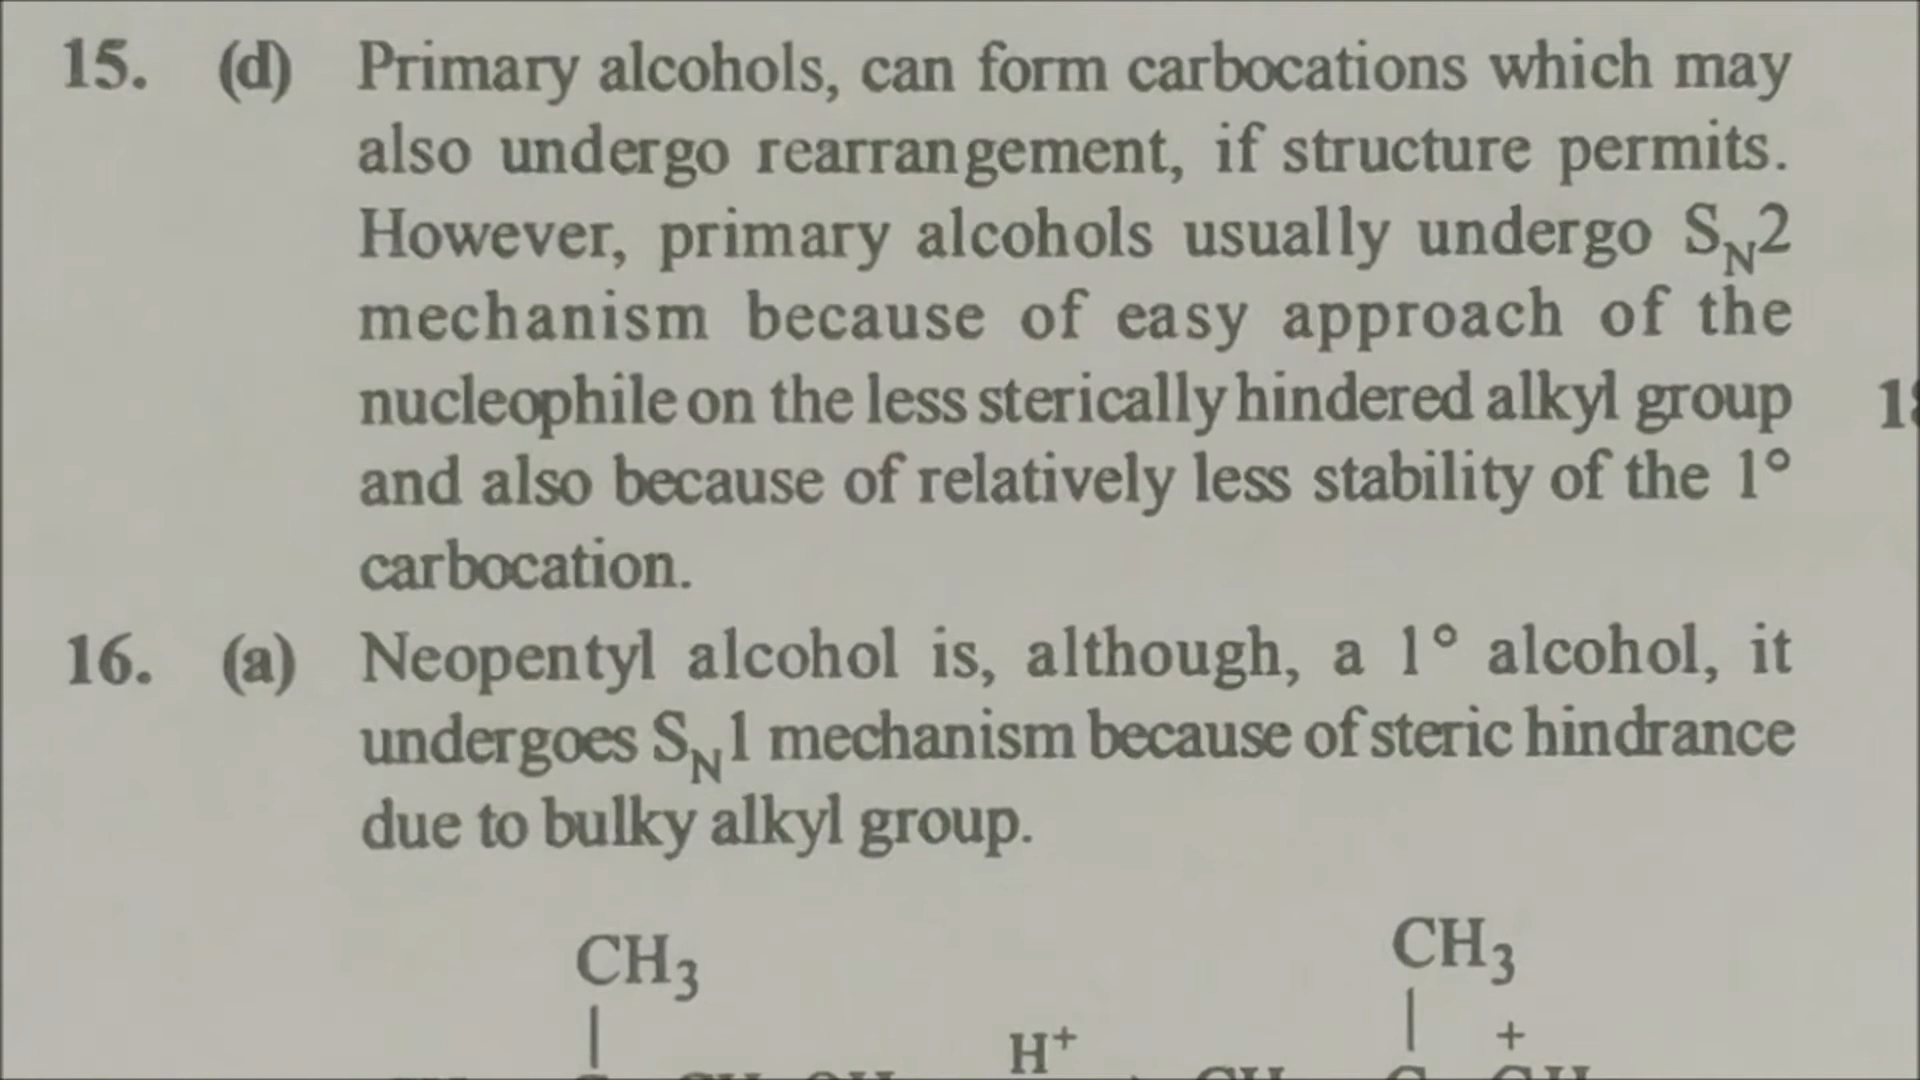 15. (d) Primary alcohols, can form carbocations which may
also undergo rearrangement, if structure permits.
However, primary alcohols usually undergo SN2
mechanism because of easy approach of the
nucleophile on the less sterically hindered alkyl group
and also because of relatively less stability of the 1°
carbocation.
16. (a) Neopentyl alcohol is, although, a 1° alcohol, it
undergoes SN1 mechanism because of steric hindrance
due to bulky alkyl group.
CH3 CH3
| H+ | +